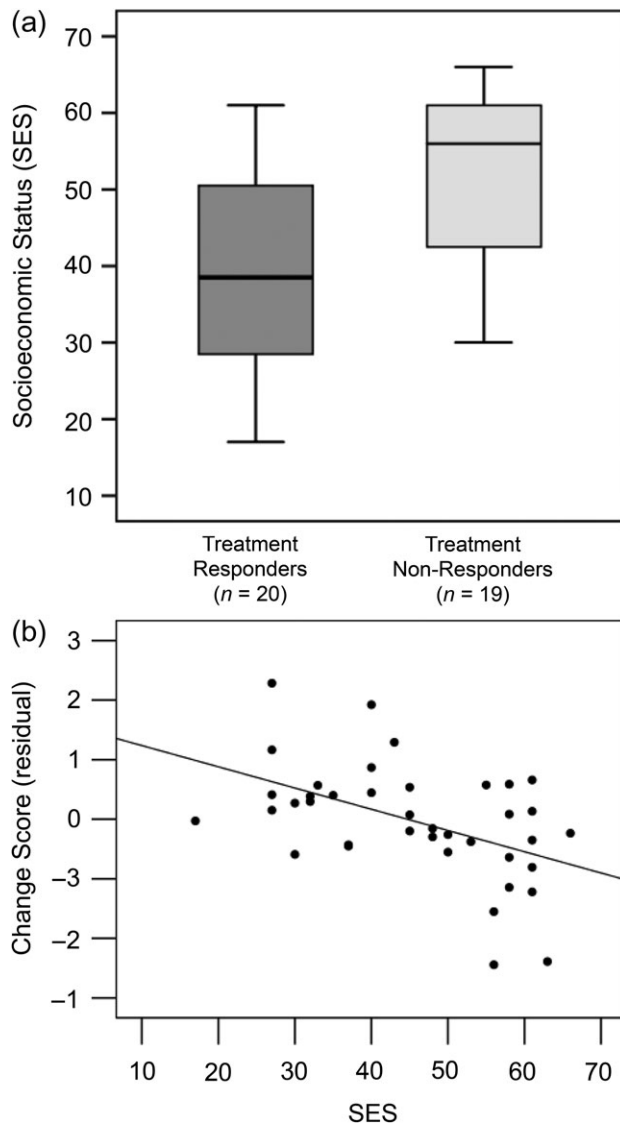 (a)
Socioeconomic Status (SES)
70
60
50
40
30
20
10
Treatment
Responders
(n = 20)
Treatment
Non-Responders
(n = 19)
(b)
Change Score (residual)
3
2
1
0
–3
–2
–1
10 20 30 40 50 60 70
SES